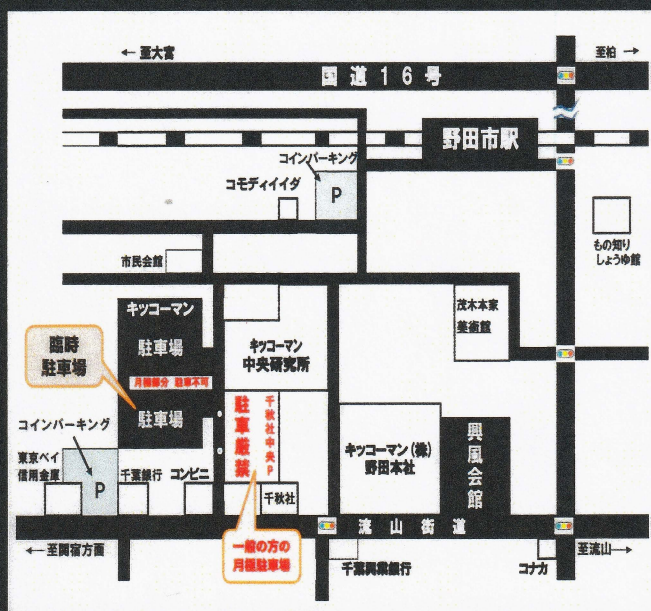 ←至大宮
至柏→
国道16号
野田市駅
コインパーキング
P
コモディイイダ
もの知り
しょうゆ館
市民会館
キッコーマン
駐車場
月極部分 駐車不可
駐車場
臨時
駐車場
キッコーマン
中央研究所
茂木本家
美術館
千秋社中央P
駐車厳禁
キッコーマン(株)
野田本社
興風会館
コインパーキング
P
東京ベイ
信用金庫
千葉銀行
コンビニ
千秋社
流山街道
←至関宿方面
一般の方の
月極駐車場
千葉興業銀行
コナカ
至流山→